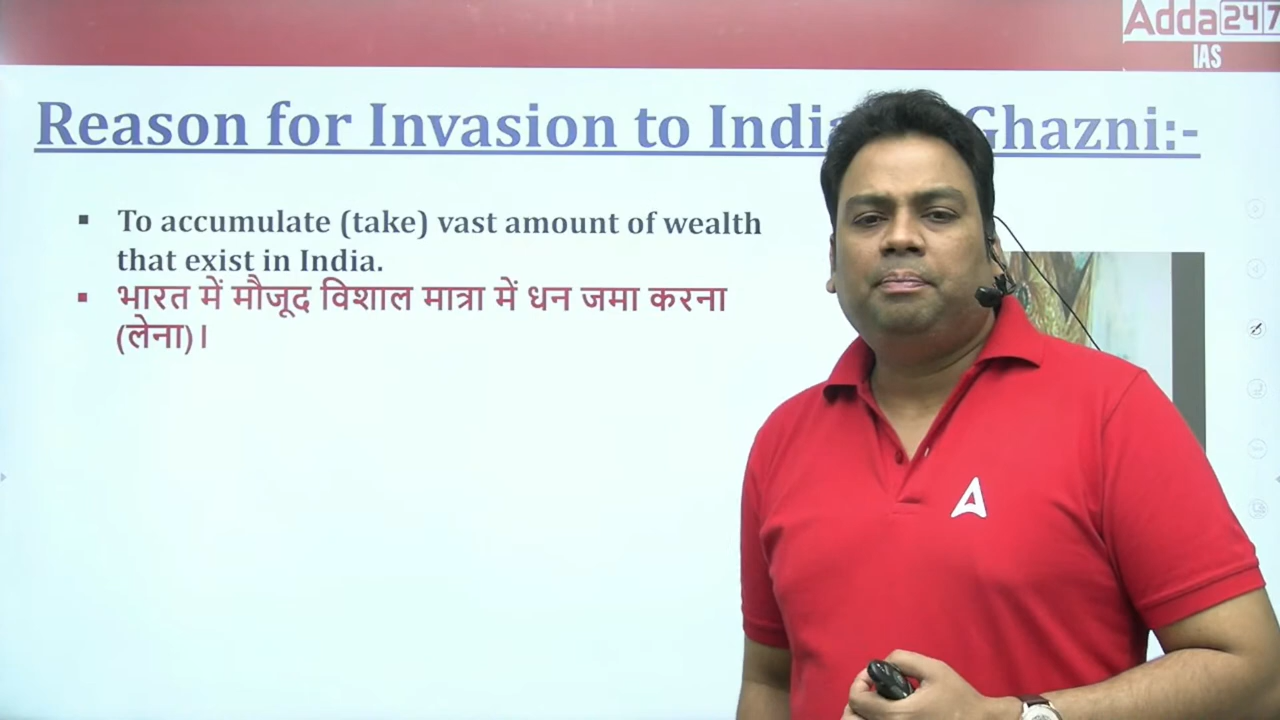 Adda247
IAS
Reason for Invasion to Ghazni:-
▪ To accumulate (take) vast amount of wealth
that exist in India.
▪ भारत में मौजूद विशाल मात्रा में धन जमा करना
(लेना)।